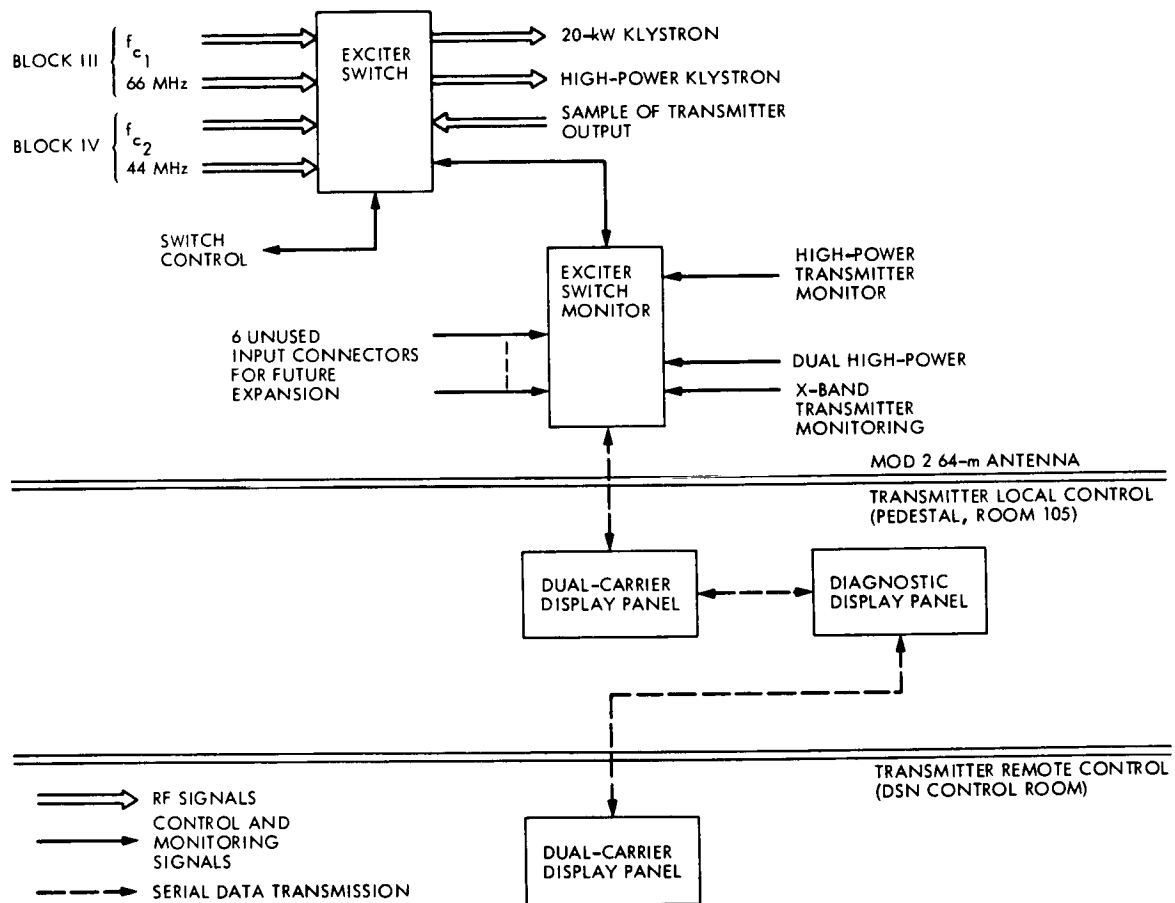 BLOCK III
f c1
66 MHz
BLOCK IV
f c2
44 MHz
EXCITER
SWITCH
20-kW KLYSTRON
HIGH-POWER KLYSTRON
SAMPLE OF TRANSMITTER
OUTPUT
SWITCH
CONTROL
EXCITER
SWITCH
MONITOR
HIGH-POWER
TRANSMITTER
MONITOR
6 UNUSED
INPUT CONNECTORS
FOR FUTURE
EXPANSION
DUAL HIGH-POWER
X-BAND
TRANSMITTER
MONITORING
MOD 2 64-m ANTENNA
TRANSMITTER LOCAL CONTROL
(PEDESTAL, ROOM 105)
DUAL-CARRIER
DISPLAY PANEL
DIAGNOSTIC
DISPLAY PANEL
TRANSMITTER REMOTE CONTROL
(DSN CONTROL ROOM)
RF SIGNALS
CONTROL AND
MONITORING
SIGNALS
SERIAL DATA TRANSMISSION
DUAL-CARRIER
DISPLAY PANEL